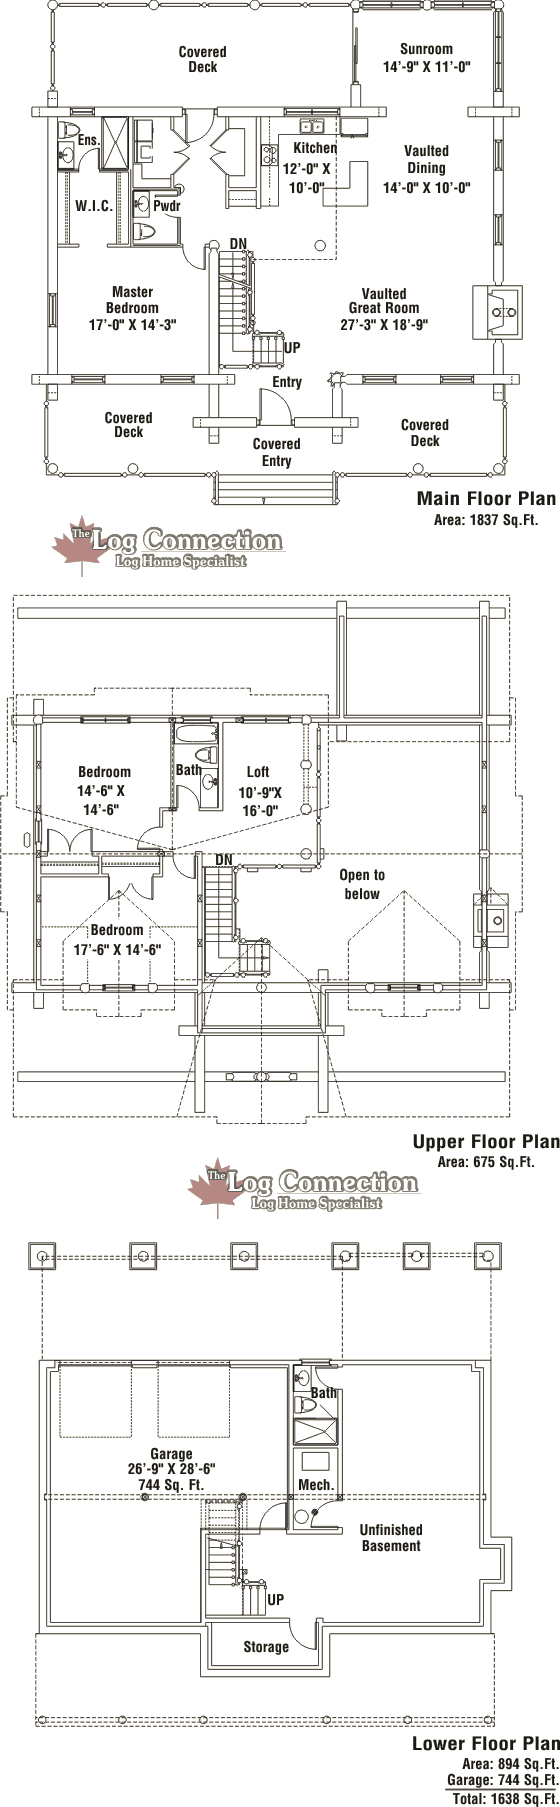 Covered
Deck
Sunroom
14'-9" X 11'-0"
Ens.
Kitchen
12'-0" X
10'-0"
Vaulted
Dining
14'-0" X 10'-0"
W.I.C.
Pwdr
DN
Master
Bedroom
17'-0" X 14'-3"
Vaulted
Great Room
27'-3" X 18'-9"
UP
Entry
Covered
Deck
Covered
Entry
Covered
Deck
Main Floor Plan
Area: 1837 Sq.Ft.
The Log Connection
Log Home Specialist
Bedroom
14'-6" X
14'-6"
Bath
Loft
10'-9"X
16'-0"
DN
Open to
below
Bedroom
17'-6" X 14'-6"
Upper Floor Plan
Area: 675 Sq.Ft.
The Log Connection
Log Home Specialist
Bath
Garage
26'-9" X 28'-6"
744 Sq. Ft.
Mech.
Unfinished
Basement
UP
Storage
Lower Floor Plan
Area: 894 Sq.Ft.
Garage: 744 Sq.Ft.
Total: 1638 Sq.Ft.